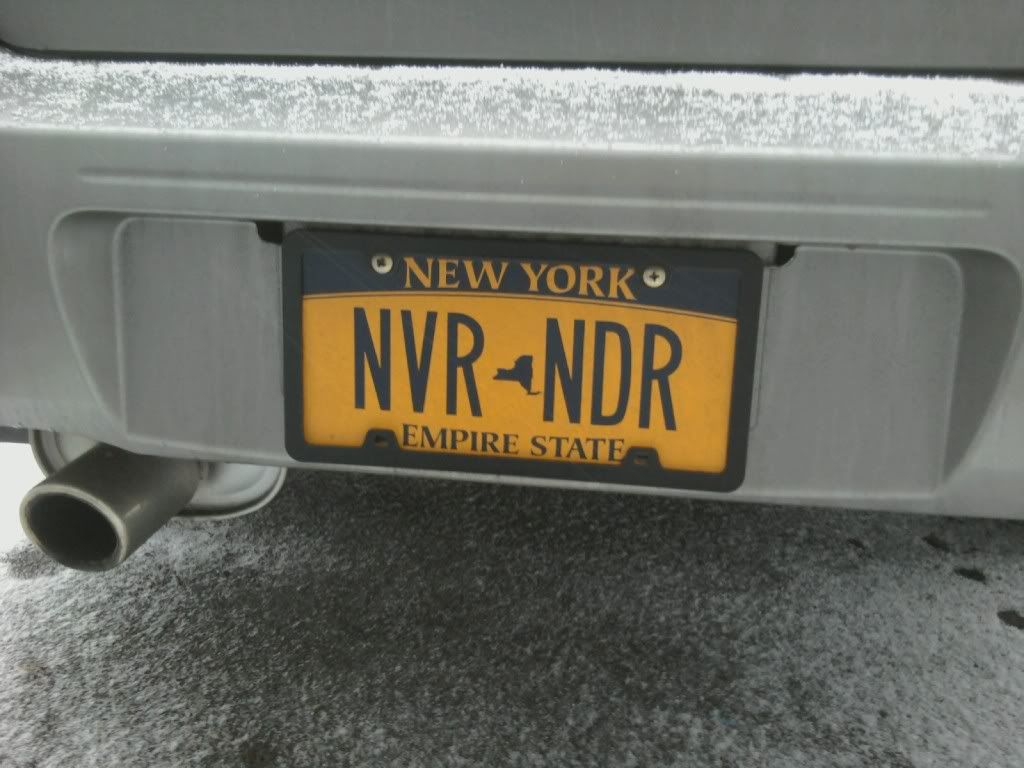 NEW YORK
NVR NDR
EMPIRE STATE